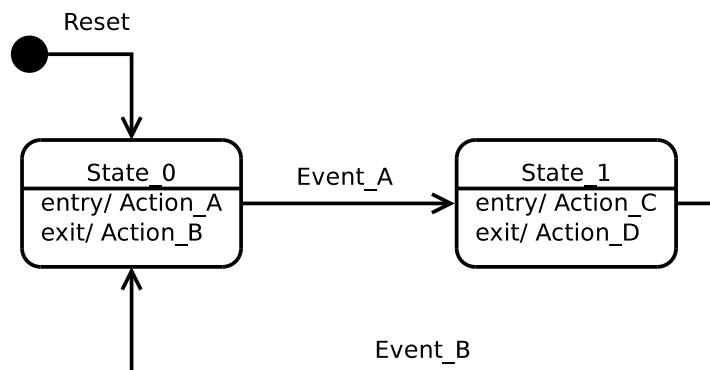 Reset
State_0
entry/ Action_A
exit/ Action_B
Event_A
State_1
entry/ Action_C
exit/ Action_D
Event_B